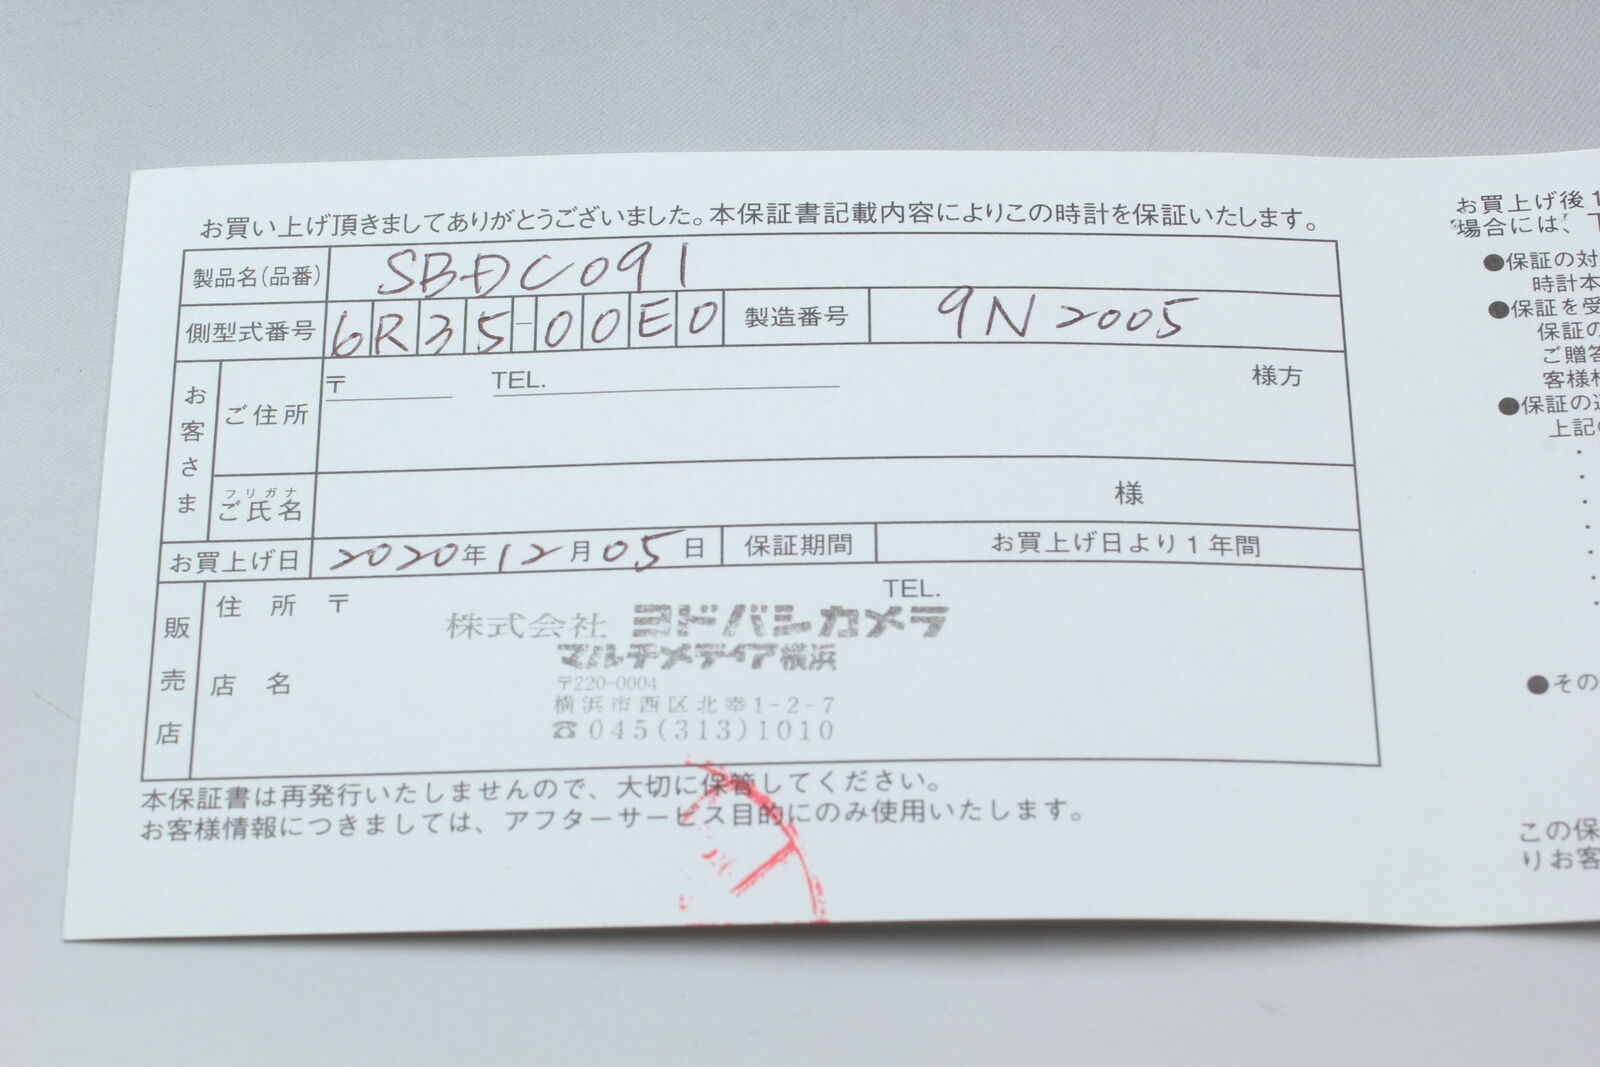 お買い上げ頂きましてありがとうございました。本保証書記載内容によりこの時計を保証いたします。
製品名(品番) SBDC091
側型式番号 6R35-00E0 製造番号 9N2005
お客さま
ご住所 〒 TEL. 様方
フリガナ
ご氏名 様
お買上げ日 2020年12月05日 保証期間 お買上げ日より1年間
販売店
住所 〒 TEL.
株式会社 ヨドバシカメラ
マルチメディア横浜
店名
〒220-0004
横浜市西区北幸1-2-7
☎045(313)1010
本保証書は再発行いたしませんので、大切に保管してください。
お客様情報につきましては、アフターサービス目的にのみ使用いたします。
お買上げ後1
場合には、
●保証の対
時計本
●保証を受
保証の
ご贈答
客様
●保証の
上記の
●その
この保
りお客